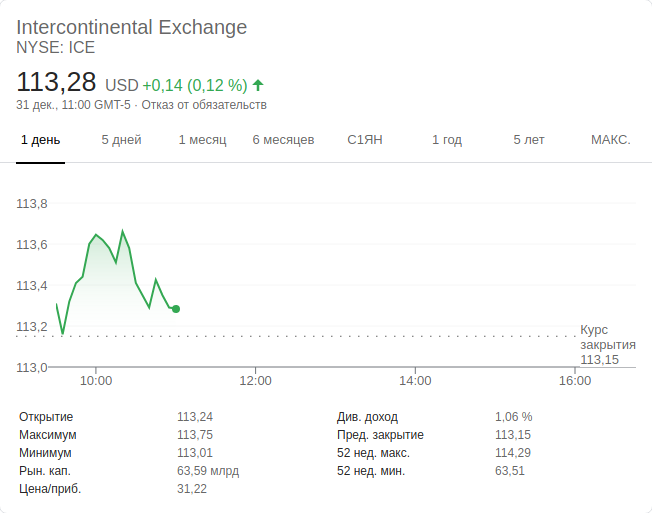 Intercontinental Exchange
NYSE: ICE
113,28 USD +0,14 (0,12 %)
31 дек., 11:00 GMT-5 · Отказ от обязательств
1 день 5 дней 1 месяц 6 месяцев С1ЯН 1 год 5 лет МАКС.
113,8
113,6
113,4
113,2
113,0
Курс
закрытия
113,15
10:00 12:00 14:00 16:00
Открытие 113,24 Див. доход 1,06 %
Максимум 113,75 Пред. закрытие 113,15
Минимум 113,01 52 нед. макс. 114,29
Рын. кап. 63,59 млрд 52 нед. мин. 63,51
Цена/приб. 31,22